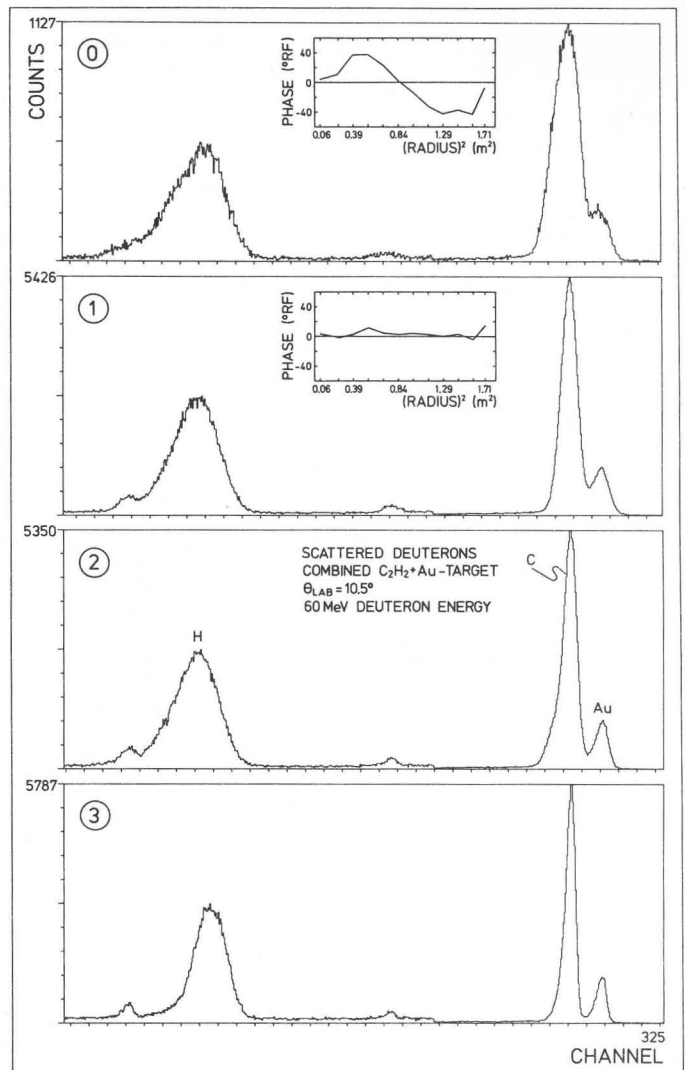 1127
COUNTS
0
PHASE (°RF)
40
0
-40
0.06 0.39 0.84 1.29 1.71
(RADIUS)² (m²)
5426
1
PHASE (°RF)
40
0
-40
0.06 0.39 0.84 1.29 1.71
(RADIUS)² (m²)
5350
2
SCATTERED DEUTERONS
COMBINED C₂H₂+Au-TARGET
θLAB = 10.5°
60 MeV DEUTERON ENERGY
C
H
Au
5787
3
325
CHANNEL